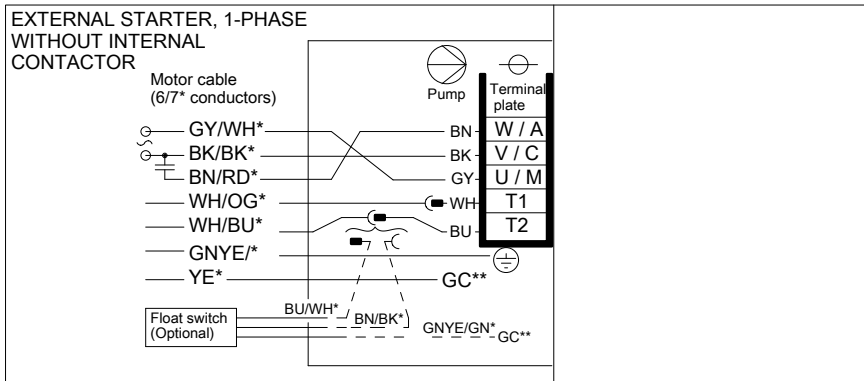 EXTERNAL STARTER, 1-PHASE
WITHOUT INTERNAL
CONTACTOR
Motor cable
(6/7* conductors)
Pump
Terminal
plate
GY/WH*
BN
W / A
BK/BK*
BK
V / C
BN/RD*
GY
U / M
WH/OG*
WH
T1
WH/BU*
BU
T2
GNYE/*
YE*
GC**
Float switch
(Optional)
BU/WH*
BN/BK*
GNYE/GN*
GC**